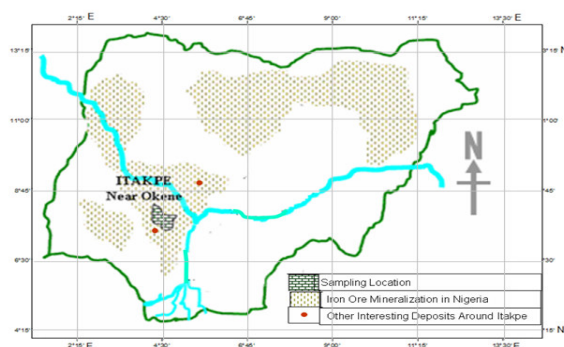 2°15" E 4°30" 6°45" 9°00" 11°15" 13°30" E
13°15" 13°15" N
11°00" 11°00"
8°45" 8°45"
6°30" 6°30"
4°15" 4°15" N
ITAKPE
Near Okene
N
Sampling Location
Iron Ore Mineralization in Nigeria
Other Interesting Deposits Around Itakpe
2°15" E 4°30" 6°45" 9°00" 11°15" 13°30" E